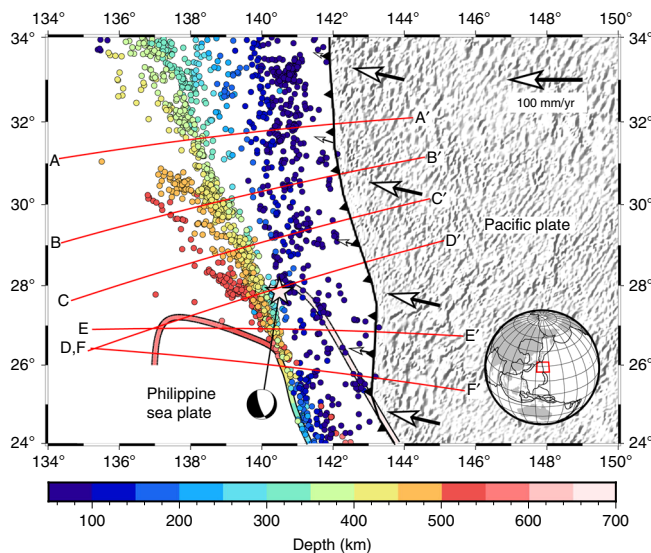 34°
32°
30°
28°
26°
24°
34°
32°
30°
28°
26°
24°
134° 136° 138° 140° 142° 144° 146° 148° 150°
134° 136° 138° 140° 142° 144° 146° 148° 150°
100 mm/yr
A
A′
B
B′
C
C′
D′
E
E′
D,F
F′
Pacific plate
Philippine
sea plate
100 200 300 400 500 600 700
Depth (km)